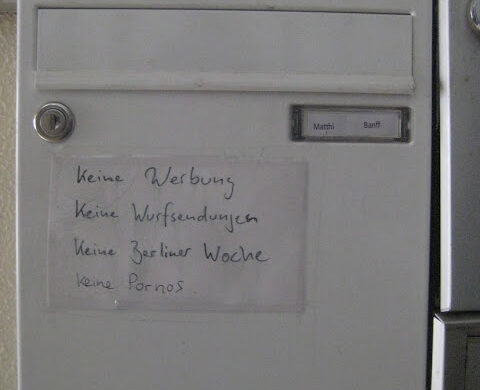 Matthi Banff
Keine Werbung
Keine Wurfsendungen
Keine Berliner Woche
keine Pornos.